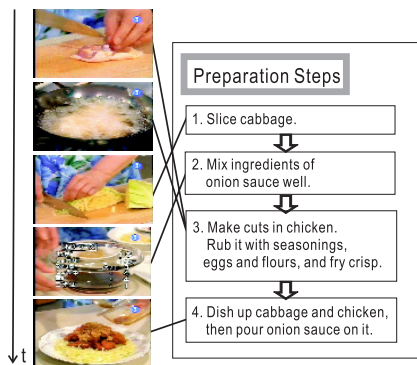 Preparation Steps
1. Slice cabbage.
2. Mix ingredients of
onion sauce well.
3. Make cuts in chicken.
Rub it with seasonings,
eggs and flours, and fry crisp.
4. Dish up cabbage and chicken,
then pour onion sauce on it.
t